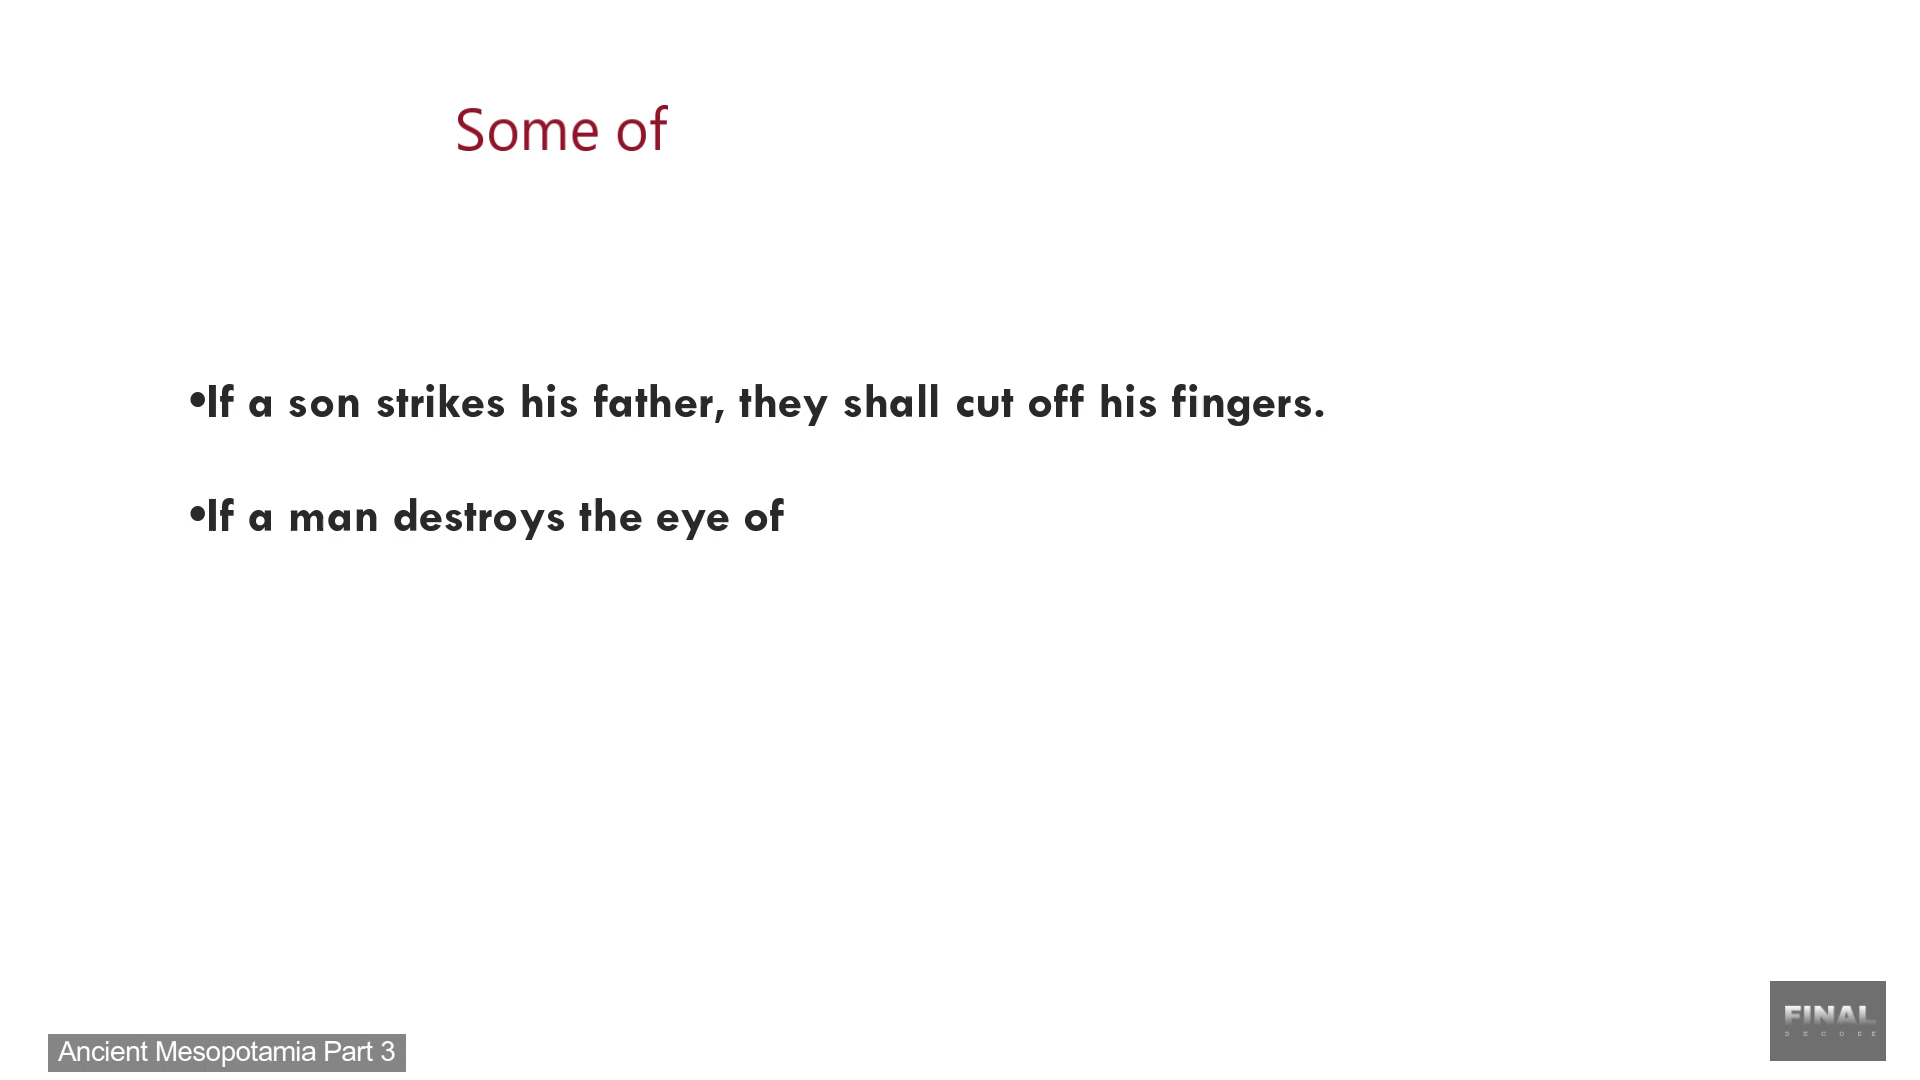 Some of
•If a son strikes his father, they shall cut off his fingers.
•If a man destroys the eye of
FINAL
DECODE
Ancient Mesopotamia Part 3